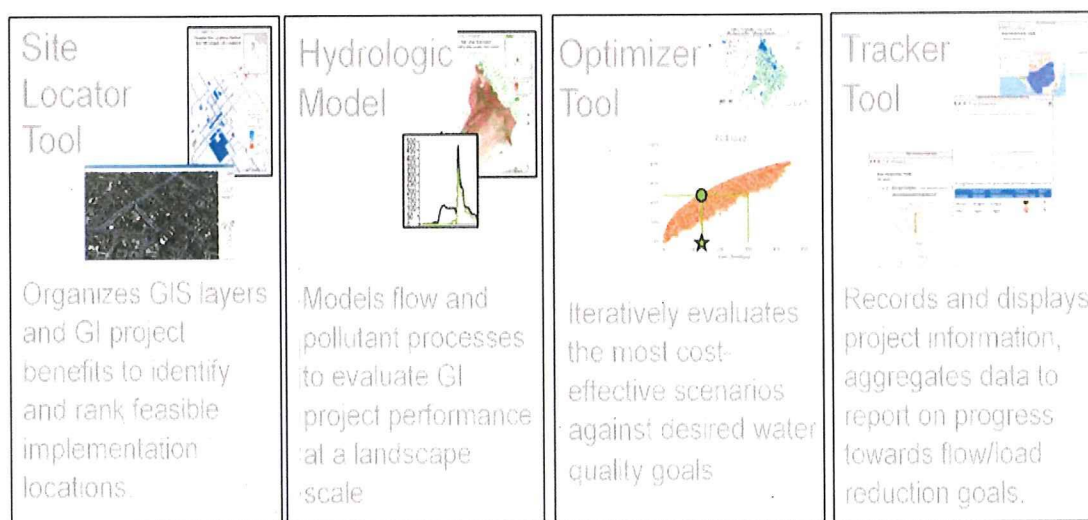 Site
Locator
Tool
Organizes GIS layers
and GI project
benefits to identify
and rank feasible
implementation
locations.
Hydrologic
Model
500
Models flow and
pollutant processes
to evaluate GI
project performance
at a landscape
scale
Optimizer
Tool
Iteratively evaluates
the most cost-
effective scenarios
against desired water
quality goals
Tracker
Tool
Records and displays
project information,
aggregates data to
report on progress
towards flow/load
reduction goals.